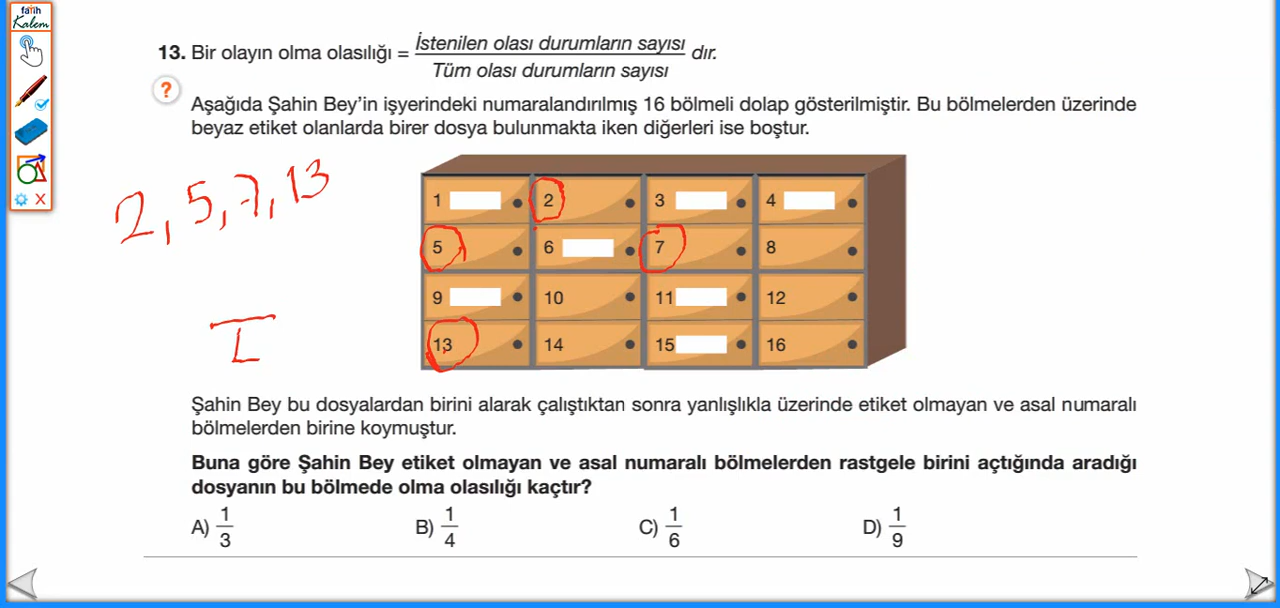 fatih
Kalem
13. Bir olayın olma olasılığı = İstenilen olası durumların sayısı / Tüm olası durumların sayısı dır.
?
Aşağıda Şahin Bey'in işyerindeki numaralandırılmış 16 bölmeli dolap gösterilmiştir. Bu bölmelerden üzerinde
beyaz etiket olanlarda birer dosya bulunmakta iken diğerleri ise boştur.
2, 5, 7, 13
1 2 3 4
5 6 7 8
9 10 11 12
13 14 15 16
Şahin Bey bu dosyalardan birini alarak çalıştıktan sonra yanlışlıkla üzerinde etiket olmayan ve asal numaralı
bölmelerden birine koymuştur.
Buna göre Şahin Bey etiket olmayan ve asal numaralı bölmelerden rastgele birini açtığında aradığı
dosyanın bu bölmede olma olasılığı kaçtır?
A) 1/3 B) 1/4 C) 1/6 D) 1/9